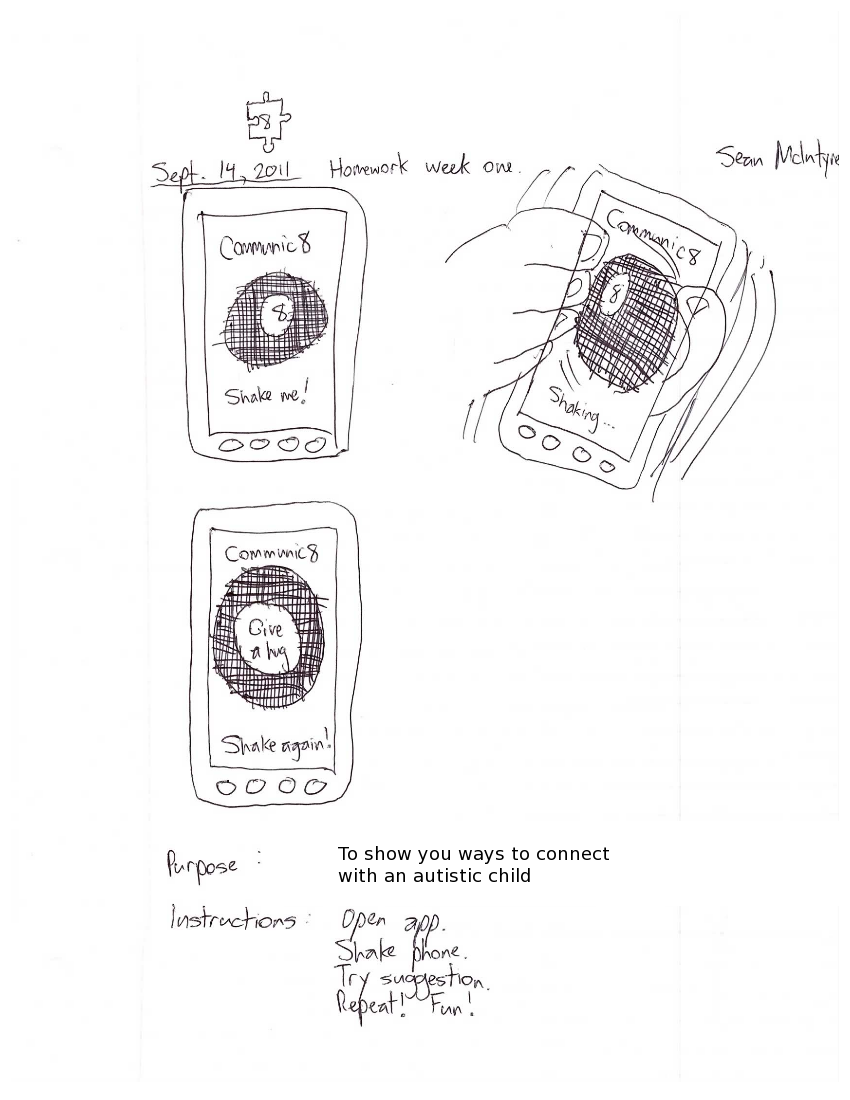 8
Sept. 14, 2011 Homework week one.
Sean McIntyre
Communic8
8
Shake me!
Communic8
8
Shaking...
Communic8
Give
a hug
Shake again!
Purpose : To show you ways to connect
with an autistic child
Instructions: Open app.
Shake phone.
Try suggestion.
Repeat! Fun!